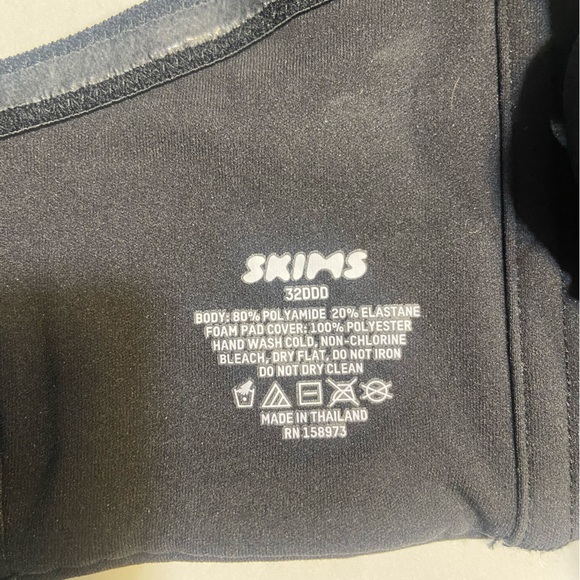 SKIMS
32DDD
BODY: 80% POLYAMIDE 20% ELASTANE
FOAM PAD COVER: 100% POLYESTER
HAND WASH COLD, NON-CHLORINE
BLEACH, DRY FLAT, DO NOT IRON
DO NOT DRY CLEAN
MADE IN THAILAND
RN 158973